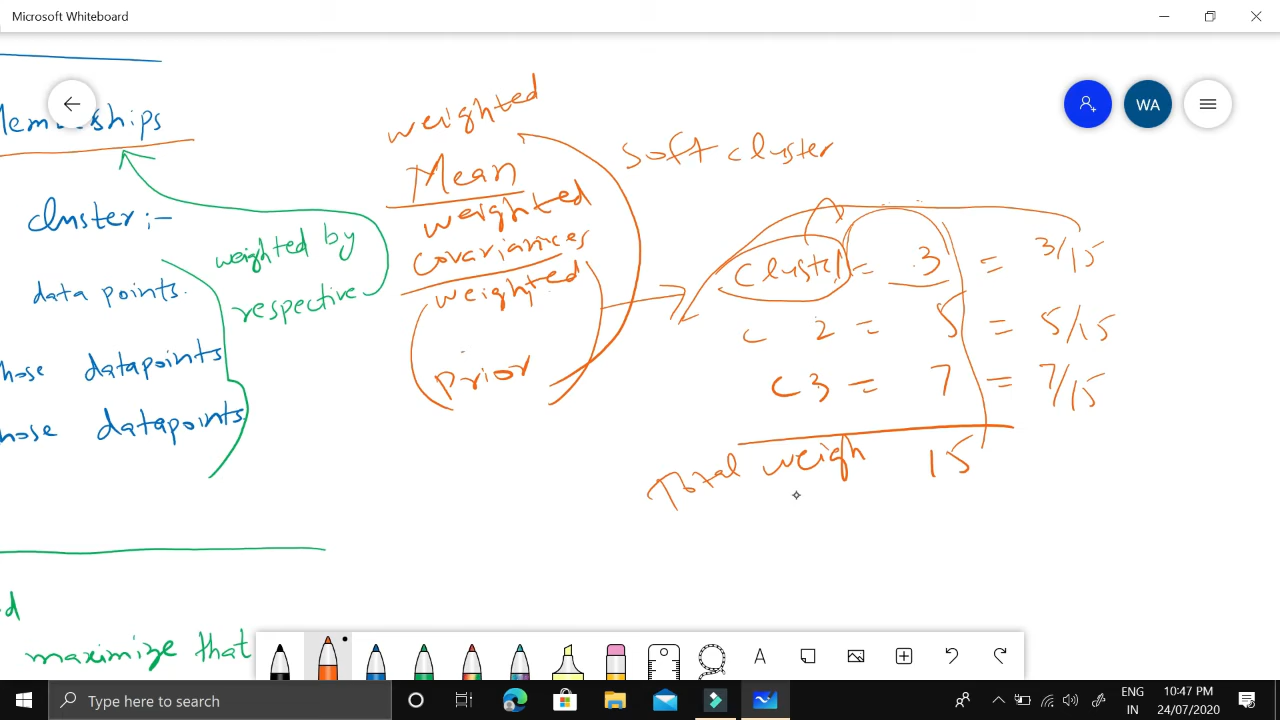 Microsoft Whiteboard
WA
cluster :-
data points.
hose datapoints
hose datapoints
weighted by
respective
weighted
Mean
weighted
covariances
weighted
Prior
soft cluster
cluster1 = 3 = 3/15
c 2 = 5 = 5/15
c3 = 7 = 7/15
Total weigh 15
maximize that
Type here to search
ENG
IN
10:47 PM
24/07/2020